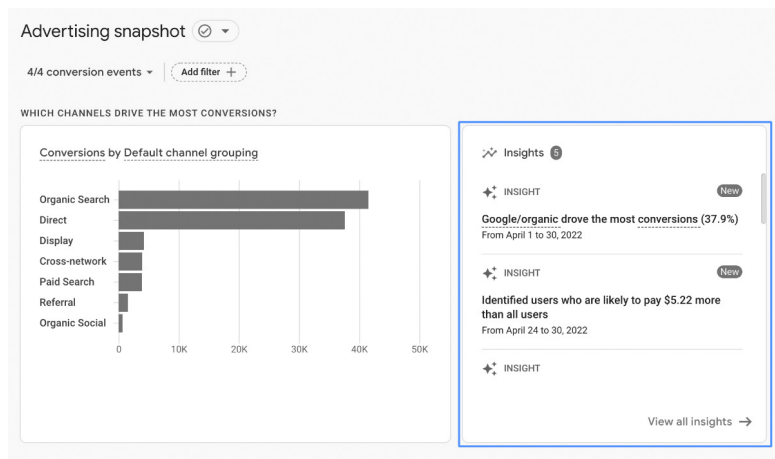 Advertising snapshot
4/4 conversion events
Add filter +
WHICH CHANNELS DRIVE THE MOST CONVERSIONS?
Conversions by Default channel grouping
Organic Search
Direct
Display
Cross-network
Paid Search
Referral
Organic Social
0 10K 20K 30K 40K 50K
Insights 5
INSIGHT New
Google/organic drove the most conversions (37.9%)
From April 1 to 30, 2022
INSIGHT New
Identified users who are likely to pay $5.22 more
than all users
From April 24 to 30, 2022
INSIGHT
View all insights →